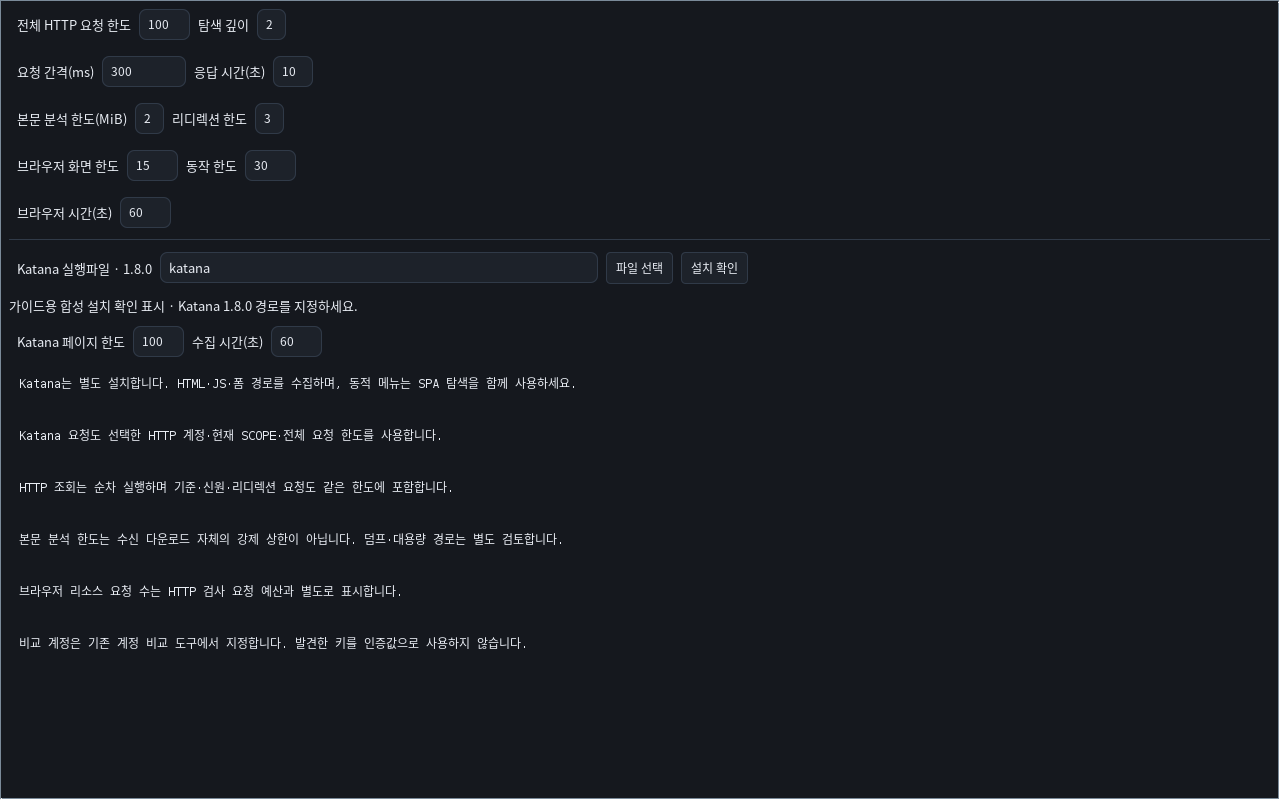 전체 HTTP 요청 한도 100 탐색 깊이 2
요청 간격(ms) 300 응답 시간(초) 10
본문 분석 한도(MiB) 2 리디렉션 한도 3
브라우저 화면 한도 15 동작 한도 30
브라우저 시간(초) 60
Katana 실행파일 · 1.8.0 katana 파일 선택 설치 확인
가이드용 합성 설치 확인 표시 · Katana 1.8.0 경로를 지정하세요.
Katana 페이지 한도 100 수집 시간(초) 60
Katana는 별도 설치합니다. HTML·JS·폼 경로를 수집하며, 동적 메뉴는 SPA 탐색을 함께 사용하세요.
Katana 요청도 선택한 HTTP 계정·현재 SCOPE·전체 요청 한도를 사용합니다.
HTTP 조회는 순차 실행하며 기준·신원·리디렉션 요청도 같은 한도에 포함합니다.
본문 분석 한도는 수신 다운로드 자체의 강제 상한이 아닙니다. 덤프·대용량 경로는 별도 검토합니다.
브라우저 리소스 요청 수는 HTTP 검사 요청 예산과 별도로 표시합니다.
비교 계정은 기존 계정 비교 도구에서 지정합니다. 발견한 키를 인증값으로 사용하지 않습니다.